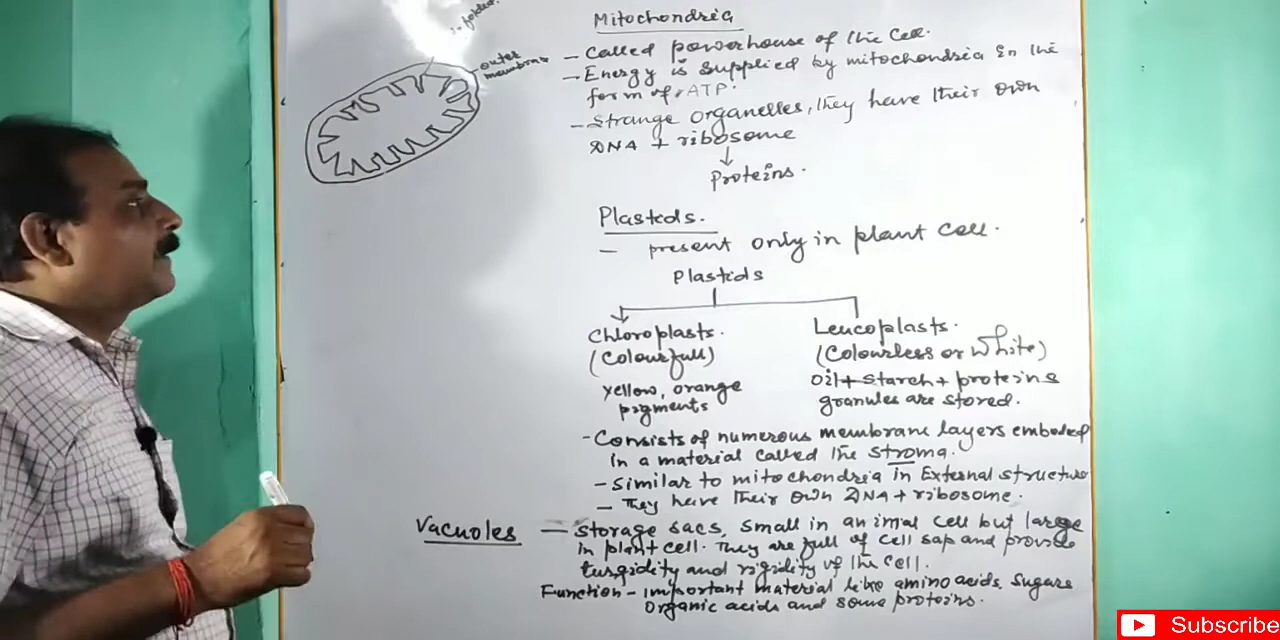 Mitochondria
:- folded
outer
membrane
- Called powerhouse of the cell.
- Energy is supplied by mitochondria in the
form of ATP.
- Strange organelles, they have their own
DNA + ribosome
↓
Proteins.
Plastids.
- present only in plant cell.
Plastids
Chloroplasts.
(Colourfull)
Yellow, orange
pigments
Leucoplasts.
(Colourless or White)
Oil + starch + proteins
granules are stored.
- Consists of numerous membrane layers embeded
in a material called the stroma.
- Similar to mitochondria in External structure
- They have their own DNA + ribosome.
Vacuoles - Storage sacs, small in animal cell but large
in plant cell. They are full of cell sap and provide
turgidity and rigidity of the cell.
Function - important material like amino acids, Sugars
Organic acids and some proteins.
Subscribe